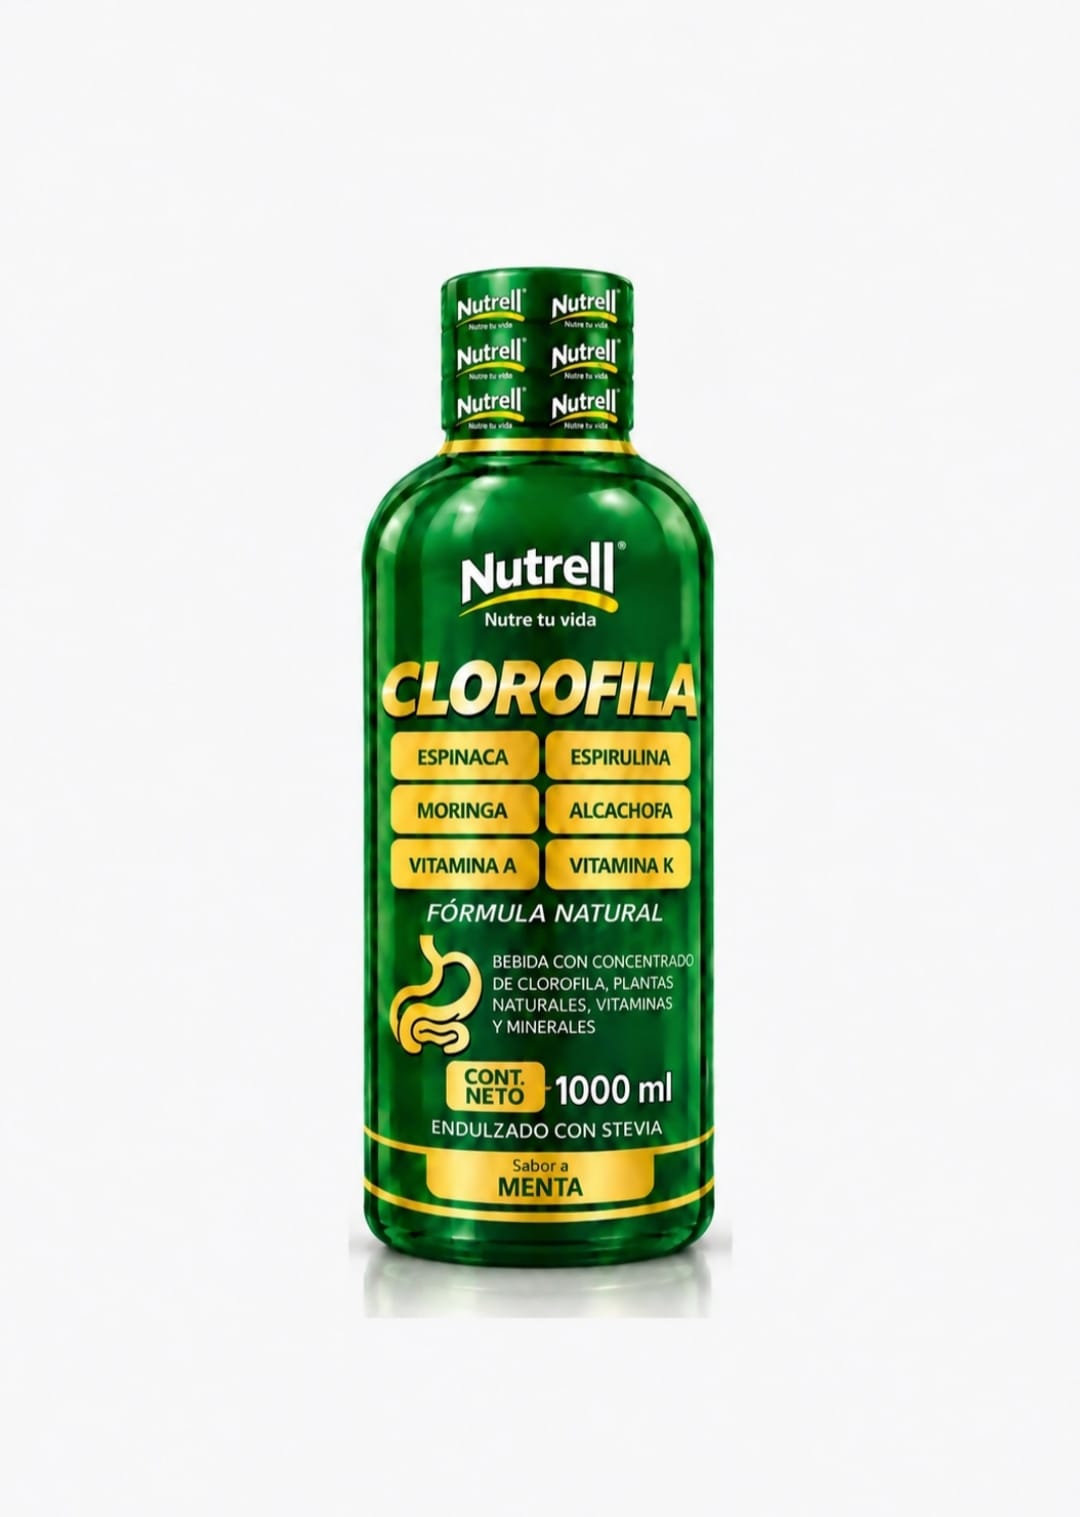 Nutrell® Nutrell®
Nutre tu vida Nutre tu vida
Nutrell® Nutrell®
Nutre tu vida Nutre tu vida
Nutrell® Nutrell®
Nutre tu vida Nutre tu vida
Nutrell®
Nutre tu vida
CLOROFILA
ESPINACA ESPIRULINA
MORINGA ALCACHOFA
VITAMINA A VITAMINA K
FÓRMULA NATURAL
BEBIDA CON CONCENTRADO
DE CLOROFILA, PLANTAS
NATURALES, VITAMINAS
Y MINERALES
CONT.
NETO 1000 ml
ENDULZADO CON STEVIA
Sabor a
MENTA